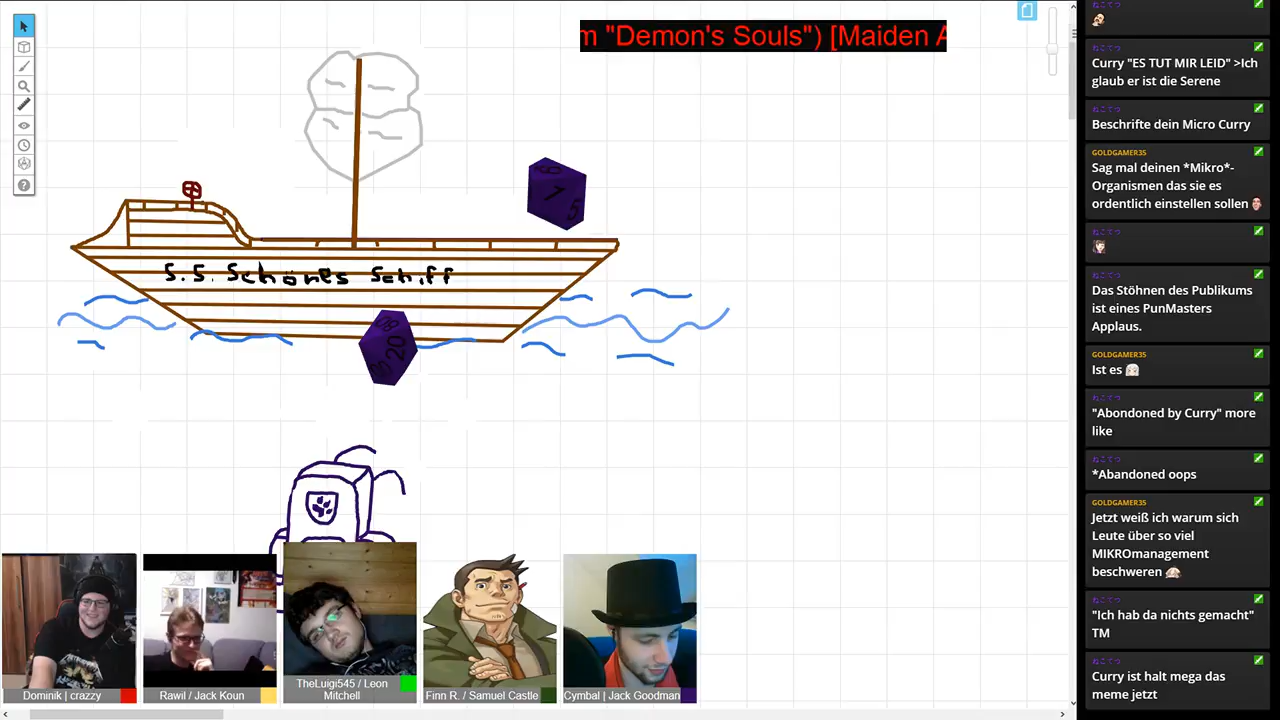 m "Demon's Souls") [Maiden A
S.S. Schönes Schiff
7
5
20
Dominik | crazzy
Rawil / Jack Koun
TheLuigi545 / Leon
Mitchell
Finn R. / Samuel Castle
Cymbal | Jack Goodman
Curry "ES TUT MIR LEID" >Ich
glaub er ist die Serene
Beschrifte dein Micro Curry
GOLDGAMER35
Sag mal deinen *Mikro*-
Organismen das sie es
ordentlich einstellen sollen
Das Stöhnen des Publikums
ist eines PunMasters
Applaus.
GOLDGAMER35
Ist es
"Abondoned by Curry" more
like
*Abandoned oops
GOLDGAMER35
Jetzt weiß ich warum sich
Leute über so viel
MIKROmanagement
beschweren
"Ich hab da nichts gemacht"
TM
Curry ist halt mega das
meme jetzt